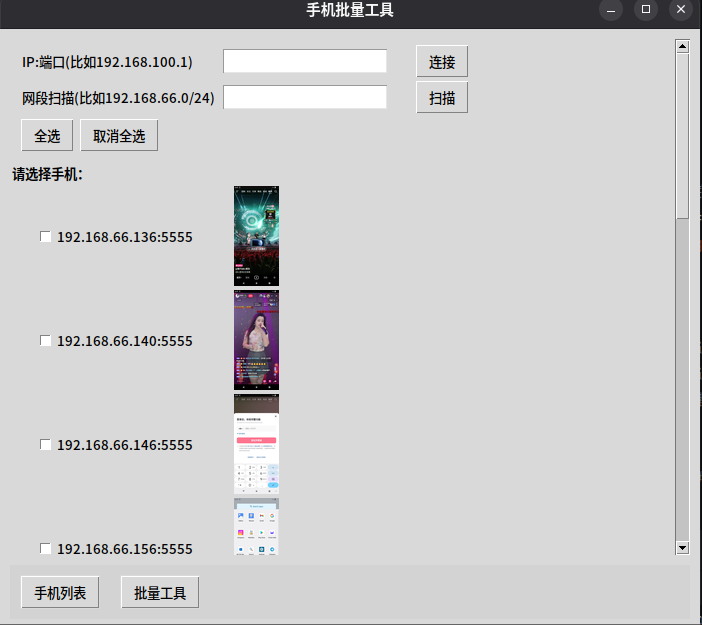 手机批量工具
IP:端口(比如192.168.100.1)
连接
网段扫描(比如192.168.66.0/24)
扫描
全选
取消全选
请选择手机:
192.168.66.136:5555
192.168.66.140:5555
192.168.66.146:5555
192.168.66.156:5555
手机列表
批量工具